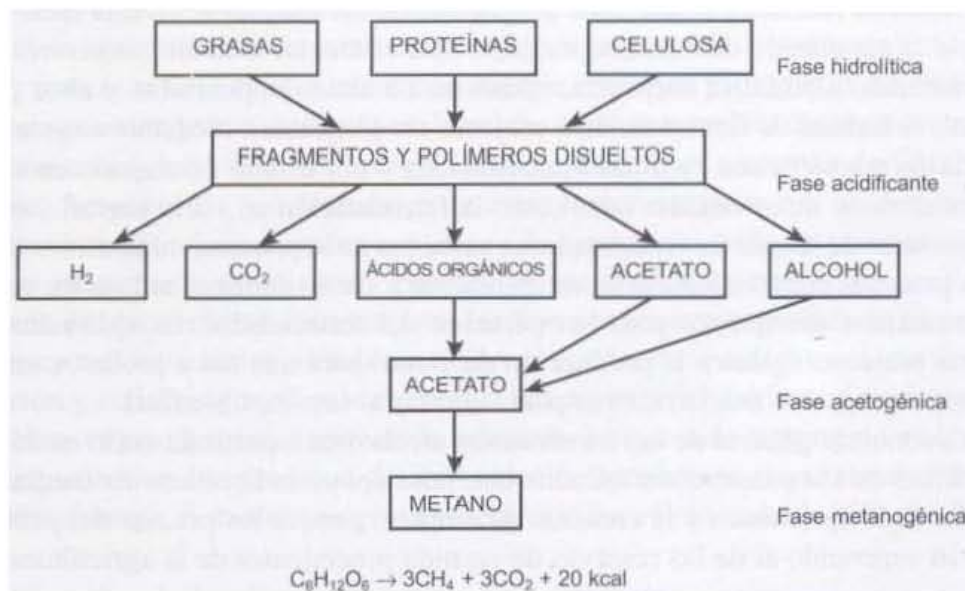 GRASAS PROTEÍNAS CELULOSA
Fase hidrolítica
FRAGMENTOS Y POLÍMEROS DISUELTOS
Fase acidificante
H₂ CO₂ ÁCIDOS ORGÁNICOS ACETATO ALCOHOL
ACETATO
Fase acetogénica
METANO
Fase metanogénica
C₆H₁₂O₆ → 3CH₄ + 3CO₂ + 20 kcal